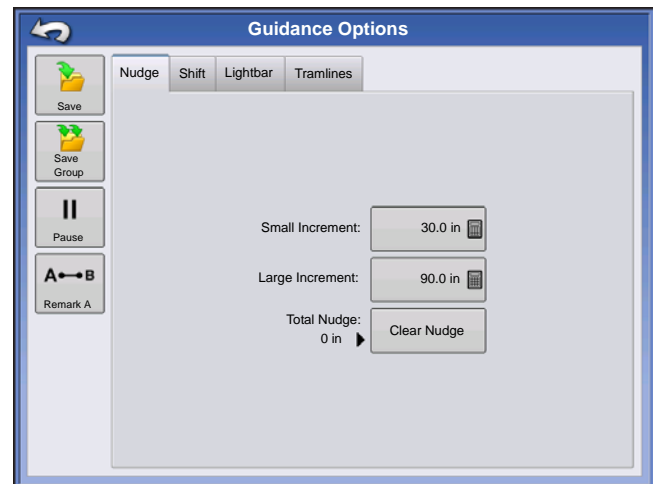 Guidance Options
Save
Save
Group
Pause
A B
Remark A
Nudge Shift Lightbar Tramlines
Small Increment: 30.0 in
Large Increment: 90.0 in
Total Nudge:
0 in
Clear Nudge